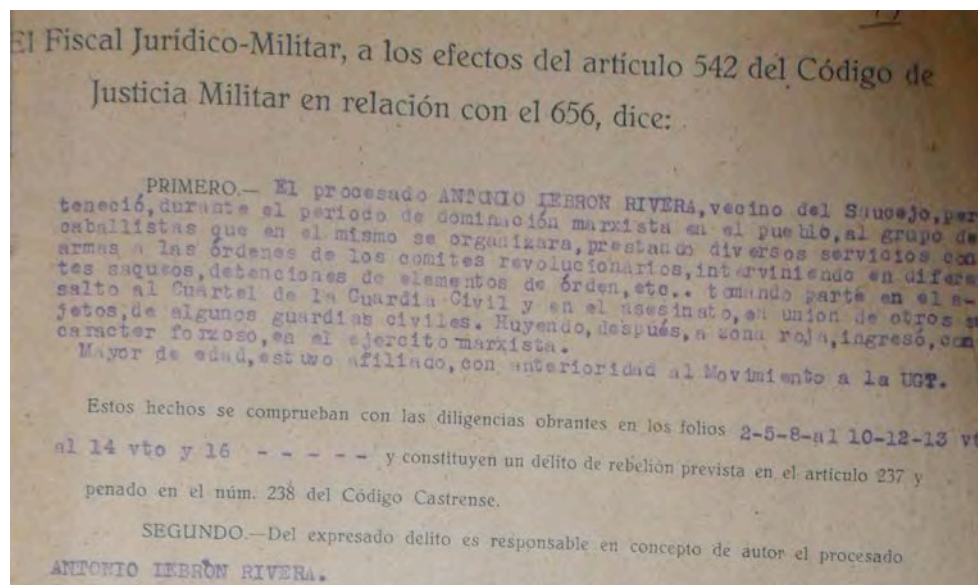 El Fiscal Jurídico-Militar, a los efectos del artículo 542 del Código de
Justicia Militar en relación con el 656, dice:
PRIMERO.— El procesado ANTONIO LEBRON RIVERA, vecino del Saucejo, per
teneció, durante el periodo de dominación marxista en el pueblo, al grupo de
caballistas que en el mismo se organizara, prestando diversos servicios con
armas a las órdenes de los comites revolucionarios, interviniendo en diferen
tes saqueos, detenciones de elementos de órden, etc.. tomando parte en el a-
salto al Cuartel de la Guardia Civil y en el asesinato, en union de otros su
jetos, de algunos guardias civiles. Huyendo, después, a zona roja, ingresó, con
caracter forzoso, en el ejercito marxista.
Mayor de edad, estuvo afiliado, con anterioridad al Movimiento a la UGT.
Estos hechos se comprueban con las diligencias obrantes en los folios 2-5-8-al 10-12-13 vt
al 14 vto y 16 - - - - - y constituyen un delito de rebelión prevista en el artículo 237 y
penado en el núm. 238 del Código Castrense.
SEGUNDO.—Del expresado delito es responsable en concepto de autor el procesado
ANTONIO LEBRON RIVERA.